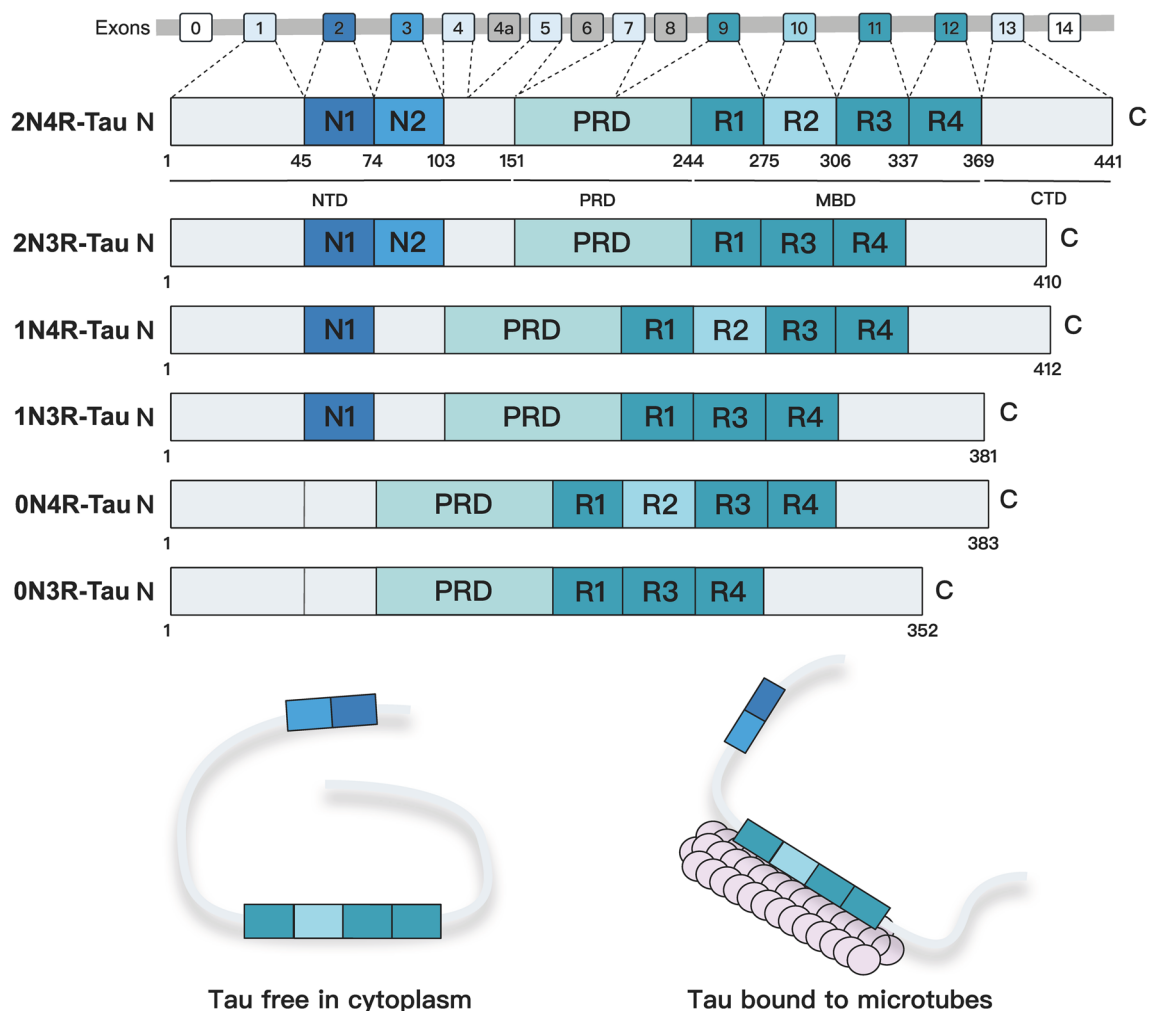 Exons 0 1 2 3 4 4a 5 6 7 8 9 10 11 12 13 14
2N4R-Tau N N1 N2 PRD R1 R2 R3 R4 C
1 45 74 103 151 244 275 306 337 369 441
NTD PRD MBD CTD
2N3R-Tau N N1 N2 PRD R1 R3 R4 C
1 410
1N4R-Tau N N1 PRD R1 R2 R3 R4 C
1 412
1N3R-Tau N N1 PRD R1 R3 R4 C
1 381
0N4R-Tau N PRD R1 R2 R3 R4 C
1 383
0N3R-Tau N PRD R1 R3 R4 C
1 352
Tau free in cytoplasm Tau bound to microtubes